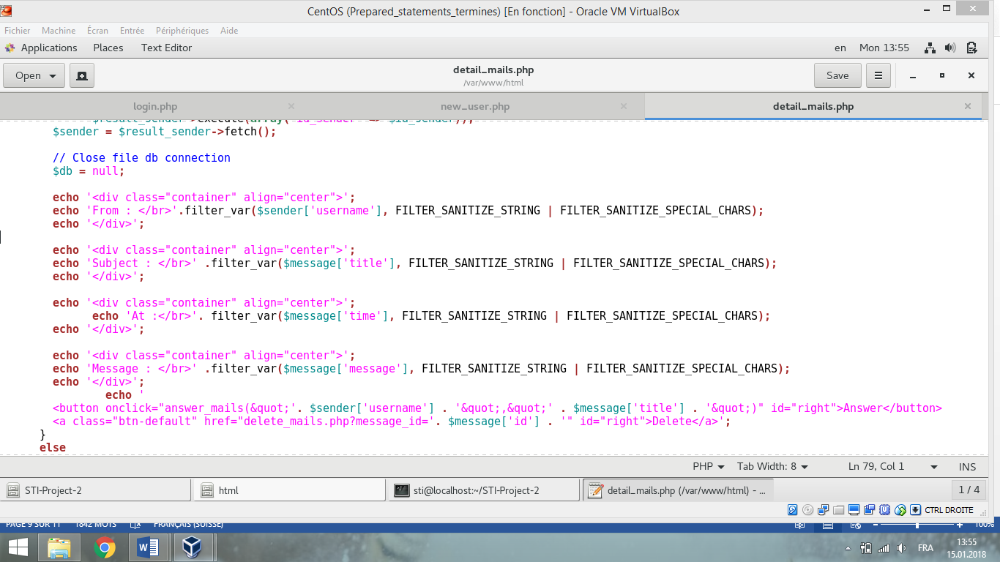 CentOS (Prepared_statements_termines) [En fonction] - Oracle VM VirtualBox
Fichier Machine Écran Entrée Périphériques Aide
Applications Places Text Editor en Mon 13:55
Open detail_mails.php Save
/var/www/html
login.php × new_user.php × detail_mails.php ×
$result_sender->execute(array( id_sender => $id_sender));
$sender = $result_sender->fetch();
// Close file db connection
$db = null;
echo '<div class="container" align="center">';
echo 'From : </br>'.filter_var($sender['username'], FILTER_SANITIZE_STRING | FILTER_SANITIZE_SPECIAL_CHARS);
echo '</div>';
echo '<div class="container" align="center">';
echo 'Subject : </br>' .filter_var($message['title'], FILTER_SANITIZE_STRING | FILTER_SANITIZE_SPECIAL_CHARS);
echo '</div>';
echo '<div class="container" align="center">';
echo 'At :</br>'. filter_var($message['time'], FILTER_SANITIZE_STRING | FILTER_SANITIZE_SPECIAL_CHARS);
echo '</div>';
echo '<div class="container" align="center">';
echo 'Message : </br>' .filter_var($message['message'], FILTER_SANITIZE_STRING | FILTER_SANITIZE_SPECIAL_CHARS);
echo '</div>';
echo '
<button onclick="answer_mails(&quot;'. $sender['username'] . '&quot;,&quot;' . $message['title'] . '&quot;)" id="right">Answer</button>
<a class="btn-default" href="delete_mails.php?message_id='. $message['id'] . '" id="right">Delete</a>';
}
else
PHP Tab Width: 8 Ln 79, Col 1 INS
STI-Project-2 html sti@localhost:~/STI-Project-2 detail_mails.php (/var/www/html) - ... 1 / 4
CTRL DROITE
PAGE 9 SUR 11 1842 MOTS FRANÇAIS (SUISSE) 100%
FRA 13:55
15.01.2018